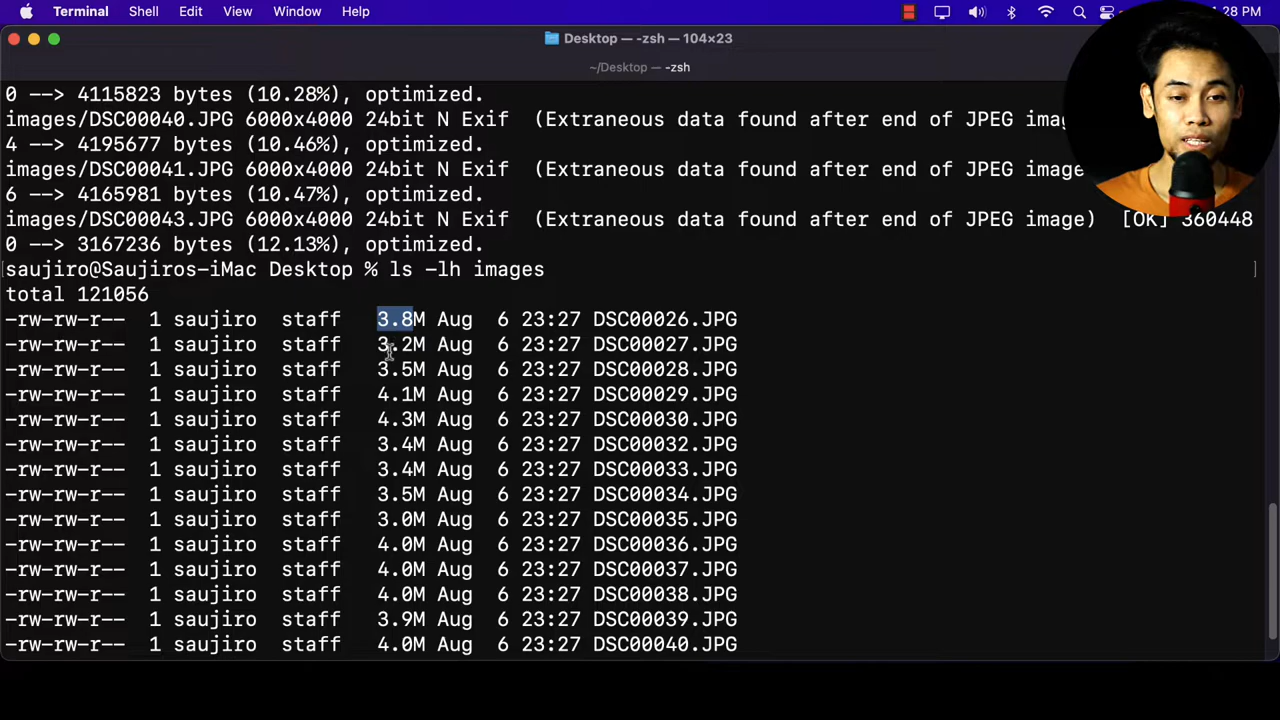 Terminal Shell Edit View Window Help :28 PM
Desktop — -zsh — 104×23
~/Desktop — -zsh
0 --> 4115823 bytes (10.28%), optimized.
images/DSC00040.JPG 6000x4000 24bit N Exif (Extraneous data found after end of JPEG imag
4 --> 4195677 bytes (10.46%), optimized.
images/DSC00041.JPG 6000x4000 24bit N Exif (Extraneous data found after end of JPEG image
6 --> 4165981 bytes (10.47%), optimized.
images/DSC00043.JPG 6000x4000 24bit N Exif (Extraneous data found after end of JPEG image) [OK] 360448
0 --> 3167236 bytes (12.13%), optimized.
[saujiro@Saujiros-iMac Desktop % ls -lh images ]
total 121056
-rw-rw-r-- 1 saujiro staff 3.8M Aug 6 23:27 DSC00026.JPG
-rw-rw-r-- 1 saujiro staff 3.2M Aug 6 23:27 DSC00027.JPG
-rw-rw-r-- 1 saujiro staff 3.5M Aug 6 23:27 DSC00028.JPG
-rw-rw-r-- 1 saujiro staff 4.1M Aug 6 23:27 DSC00029.JPG
-rw-rw-r-- 1 saujiro staff 4.3M Aug 6 23:27 DSC00030.JPG
-rw-rw-r-- 1 saujiro staff 3.4M Aug 6 23:27 DSC00032.JPG
-rw-rw-r-- 1 saujiro staff 3.4M Aug 6 23:27 DSC00033.JPG
-rw-rw-r-- 1 saujiro staff 3.5M Aug 6 23:27 DSC00034.JPG
-rw-rw-r-- 1 saujiro staff 3.0M Aug 6 23:27 DSC00035.JPG
-rw-rw-r-- 1 saujiro staff 4.0M Aug 6 23:27 DSC00036.JPG
-rw-rw-r-- 1 saujiro staff 4.0M Aug 6 23:27 DSC00037.JPG
-rw-rw-r-- 1 saujiro staff 4.0M Aug 6 23:27 DSC00038.JPG
-rw-rw-r-- 1 saujiro staff 3.9M Aug 6 23:27 DSC00039.JPG
-rw-rw-r-- 1 saujiro staff 4.0M Aug 6 23:27 DSC00040.JPG